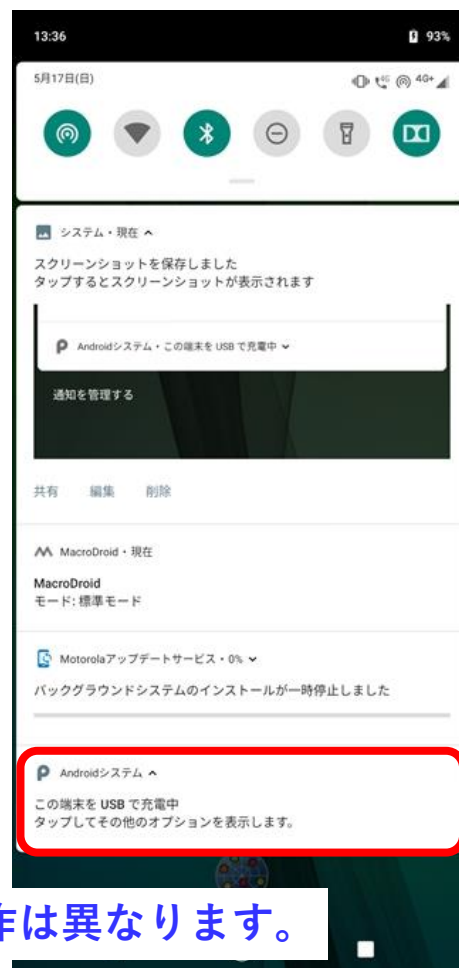 13:36 93%
5月17日(日) 4G 4G+
システム・現在
スクリーンショットを保存しました
タップするとスクリーンショットが表示されます
Androidシステム・この端末を USB で充電中
通知を管理する
共有 編集 削除
MacroDroid・現在
MacroDroid
モード: 標準モード
Motorolaアップデートサービス・0%
バックグラウンドシステムのインストールが一時停止しました
Androidシステム
この端末を USB で充電中
タップしてその他のオプションを表示します。
作は異なります。